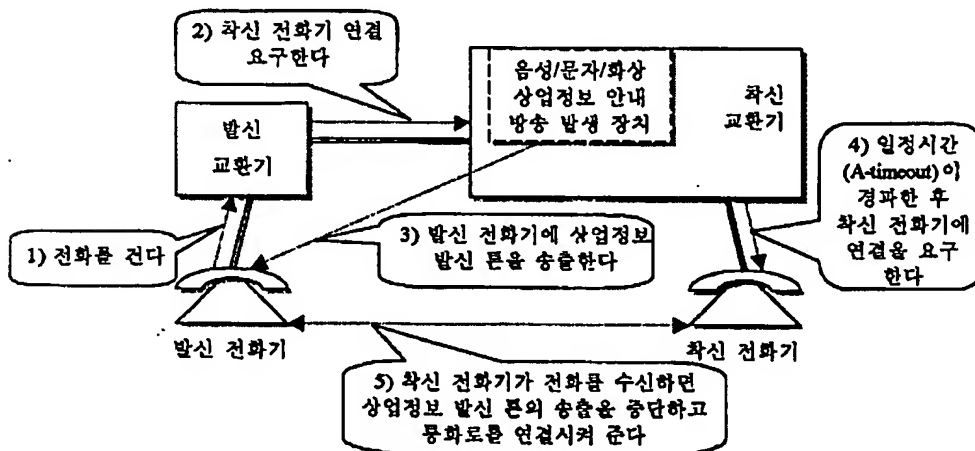 2) 착신 전화기 연결
요구한다
음성/문자/화상
상업정보 안내
방송 발생 장치
착신
교환기
발신
교환기
4) 일정시간
(A-timeout) 이
경과한 후
착신 전화기에
연결을 요구
한다
1) 전화를 건다
3) 발신 전화기에 상업정보
발신 톤을 송출한다
발신 전화기
착신 전화기
5) 착신 전화기가 전화를 수신하면
상업정보 발신 톤의 송출을 중단하고
통화로를 연결시켜 준다